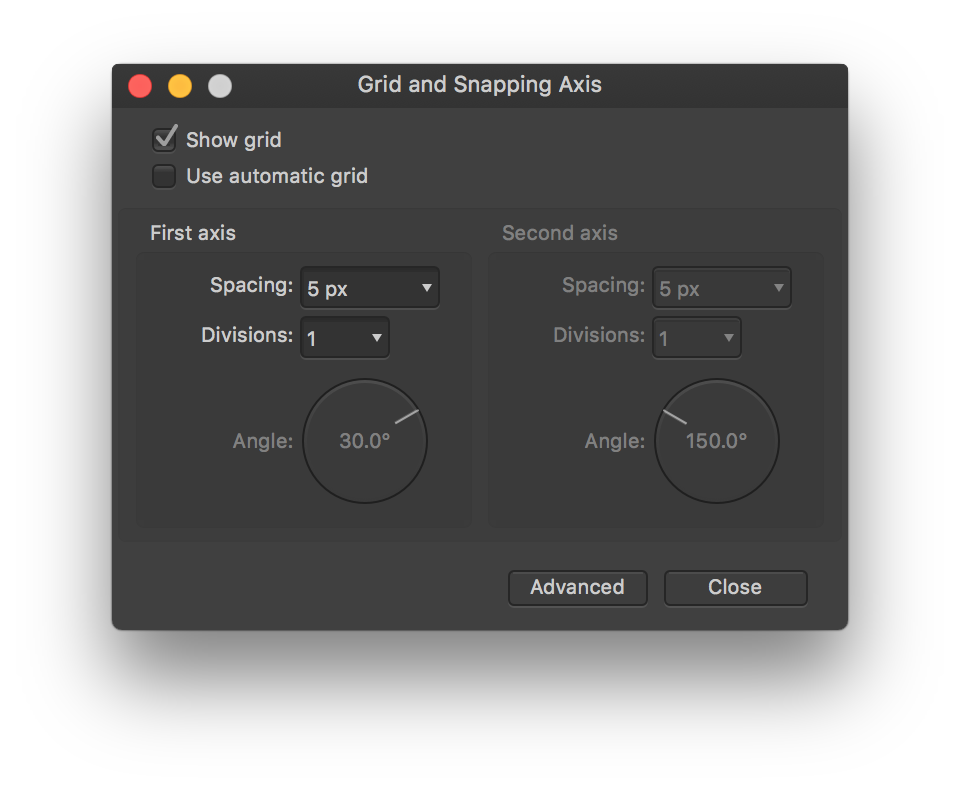 Grid and Snapping Axis
Show grid
Use automatic grid
First axis
Spacing: 5 px
Divisions: 1
Angle: 30.0°
Second axis
Spacing: 5 px
Divisions: 1
Angle: 150.0°
Advanced
Close